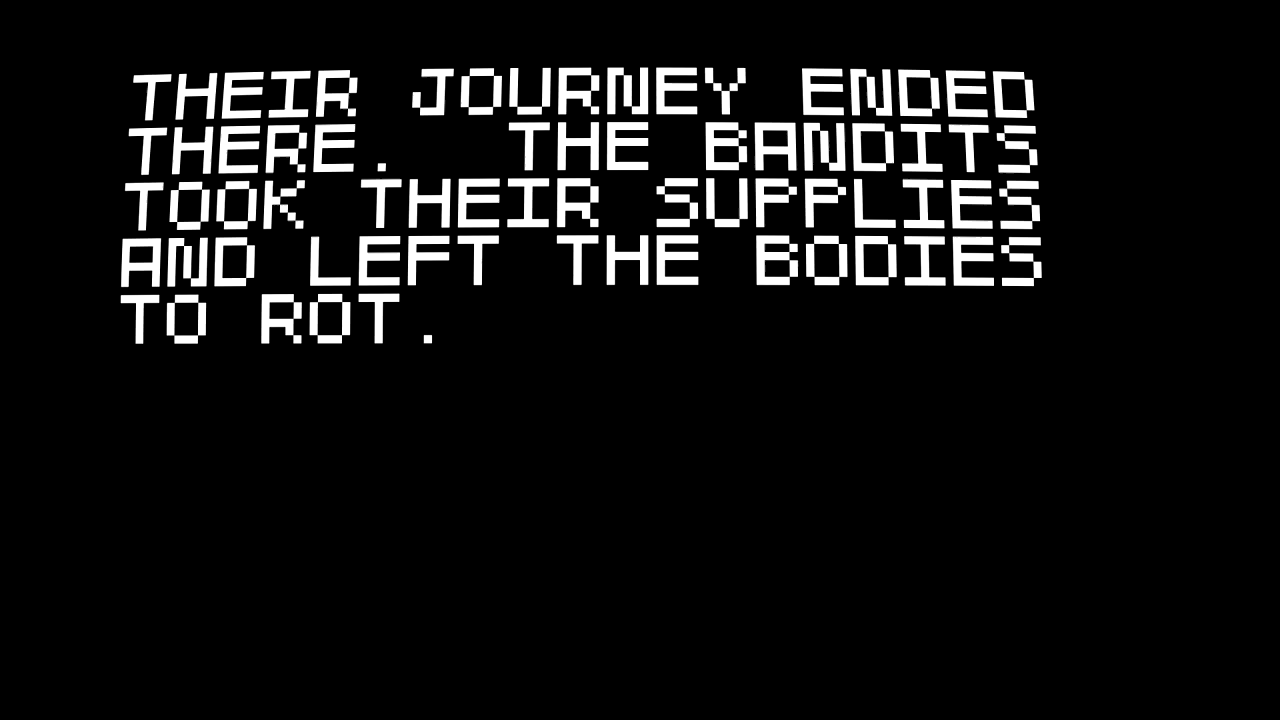 THEIR JOURNEY ENDED
THERE.  THE BANDITS
TOOK THEIR SUPPLIES
AND LEFT THE BODIES
TO ROT.